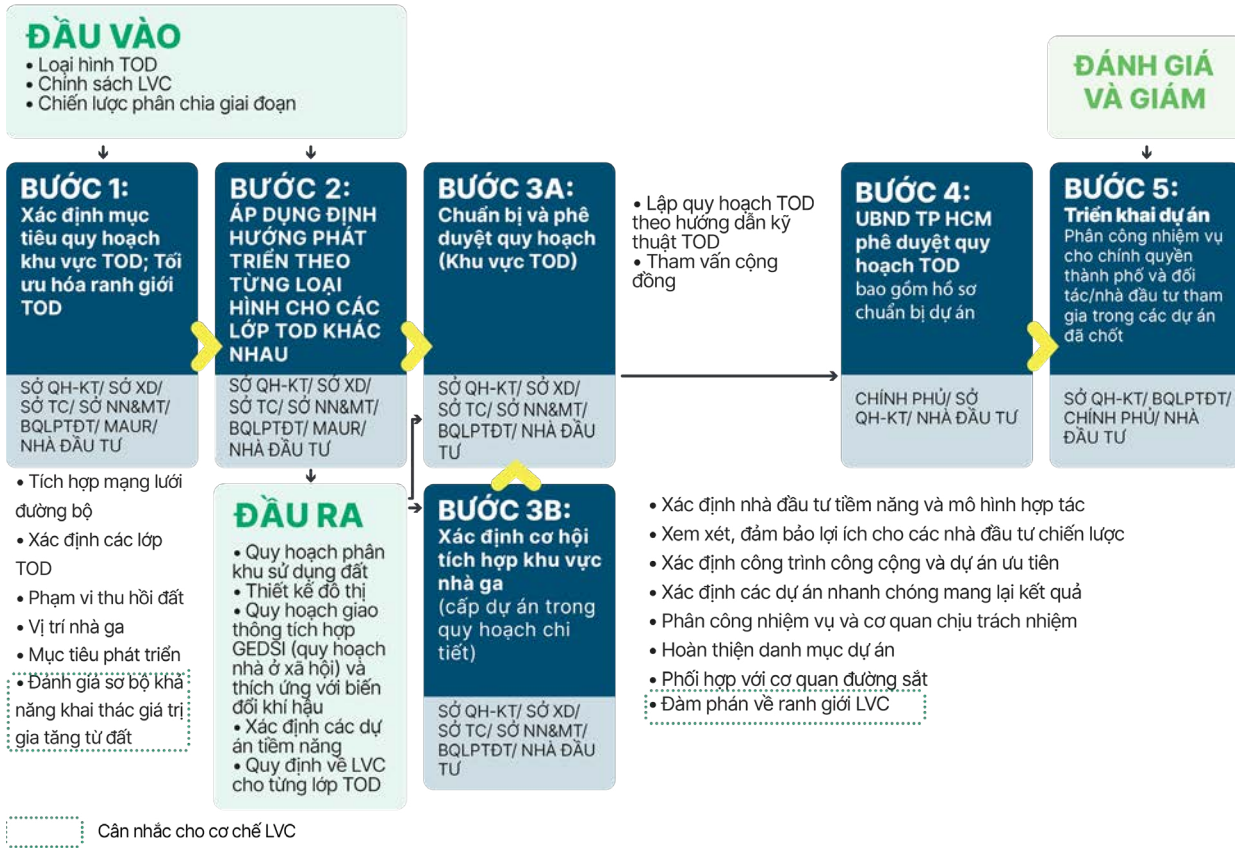 ĐẦU VÀO
• Loại hình TOD
• Chính sách LVC
• Chiến lược phân chia giai đoạn
ĐÁNH GIÁ
VÀ GIÁM
BƯỚC 1:
Xác định mục
tiêu quy hoạch
khu vực TOD; Tối
ưu hóa ranh giới
TOD
SỞ QH-KT/ SỞ XD/
SỞ TC/ SỞ NN&MT/
BQLPTĐT/ MAUR/
NHÀ ĐẦU TƯ
• Tích hợp mạng lưới
đường bộ
• Xác định các lớp
TOD
• Phạm vi thu hồi đất
• Vị trí nhà ga
• Mục tiêu phát triển
• Đánh giá sơ bộ khả
năng khai thác giá trị
gia tăng từ đất
BƯỚC 2:
ÁP DỤNG ĐỊNH
HƯỚNG PHÁT
TRIỂN THEO
TỪNG LOẠI
HÌNH CHO CÁC
LỚP TOD KHÁC
NHAU
SỞ QH-KT/ SỞ XD/
SỞ TC/ SỞ NN&MT/
BQLPTĐT/ MAUR/
NHÀ ĐẦU TƯ
ĐẦU RA
• Quy hoạch phân
khu sử dụng đất
• Thiết kế đô thị
• Quy hoạch giao
thông tích hợp
GEDSI (quy hoạch
nhà ở xã hội) và
thích ứng với biến
đổi khí hậu
• Xác định các dự
án tiềm năng
• Quy định về LVC
cho từng lớp TOD
BƯỚC 3A:
Chuẩn bị và phê
duyệt quy hoạch
(Khu vực TOD)
SỞ QH-KT/ SỞ XD/
SỞ TC/ SỞ NN&MT/
BQLPTĐT/ NHÀ ĐẦU
TƯ
• Lập quy hoạch TOD
theo hướng dẫn kỹ
thuật TOD
• Tham vấn cộng
đồng
BƯỚC 3B:
Xác định cơ hội
tích hợp khu vực
nhà ga
(cấp dự án trong
quy hoạch chi
tiết)
SỞ QH-KT/ SỞ XD/
SỞ TC/ SỞ NN&MT/
BQLPTĐT/ NHÀ ĐẦU
TƯ
• Xác định nhà đầu tư tiềm năng và mô hình hợp tác
• Xem xét, đảm bảo lợi ích cho các nhà đầu tư chiến lược
• Xác định công trình công cộng và dự án ưu tiên
• Xác định các dự án nhanh chóng mang lại kết quả
• Phân công nhiệm vụ và cơ quan chịu trách nhiệm
• Hoàn thiện danh mục dự án
• Phối hợp với cơ quan đường sắt
• Đàm phán về ranh giới LVC
BƯỚC 4:
UBND TP HCM
phê duyệt quy
hoạch TOD
bao gồm hồ sơ
chuẩn bị dự án
CHÍNH PHỦ/ SỞ
QH-KT/ NHÀ ĐẦU TƯ
BƯỚC 5:
Triển khai dự án
Phân công nhiệm vụ
cho chính quyền
thành phố và đối
tác/nhà đầu tư tham
gia trong các dự án
đã chốt
SỞ QH-KT/ BQLPTĐT/
CHÍNH PHỦ/ NHÀ
ĐẦU TƯ
Cân nhắc cho cơ chế LVC